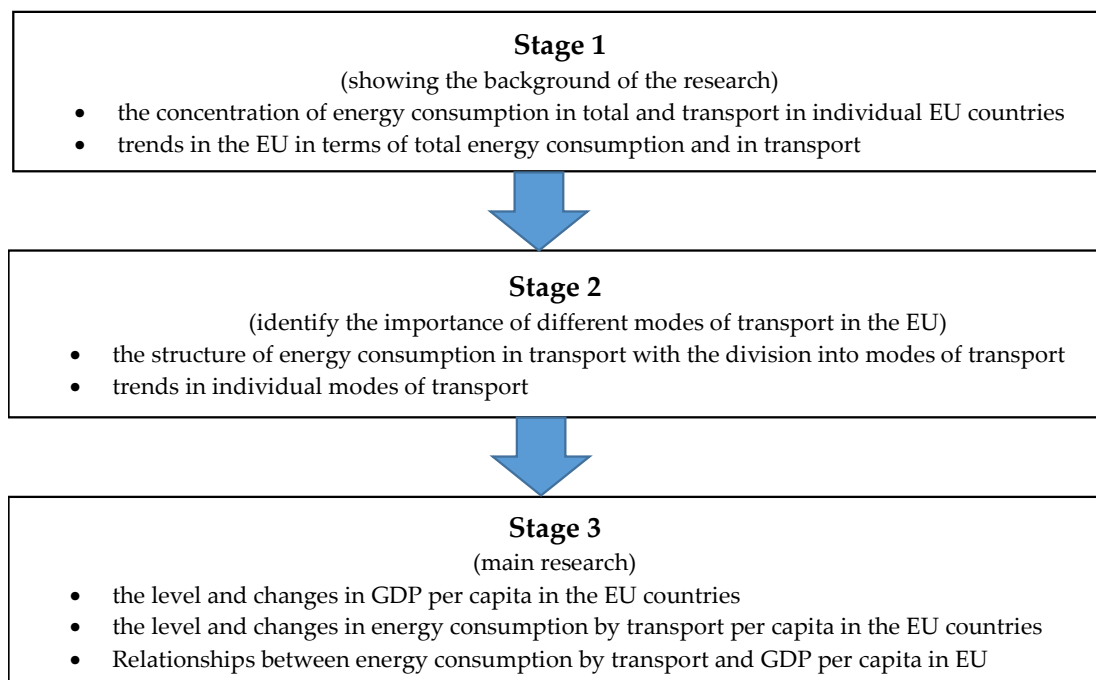 Stage 1
(showing the background of the research)
• the concentration of energy consumption in total and transport in individual EU countries
• trends in the EU in terms of total energy consumption and in transport
Stage 2
(identify the importance of different modes of transport in the EU)
• the structure of energy consumption in transport with the division into modes of transport
• trends in individual modes of transport
Stage 3
(main research)
• the level and changes in GDP per capita in the EU countries
• the level and changes in energy consumption by transport per capita in the EU countries
• Relationships between energy consumption by transport and GDP per capita in EU